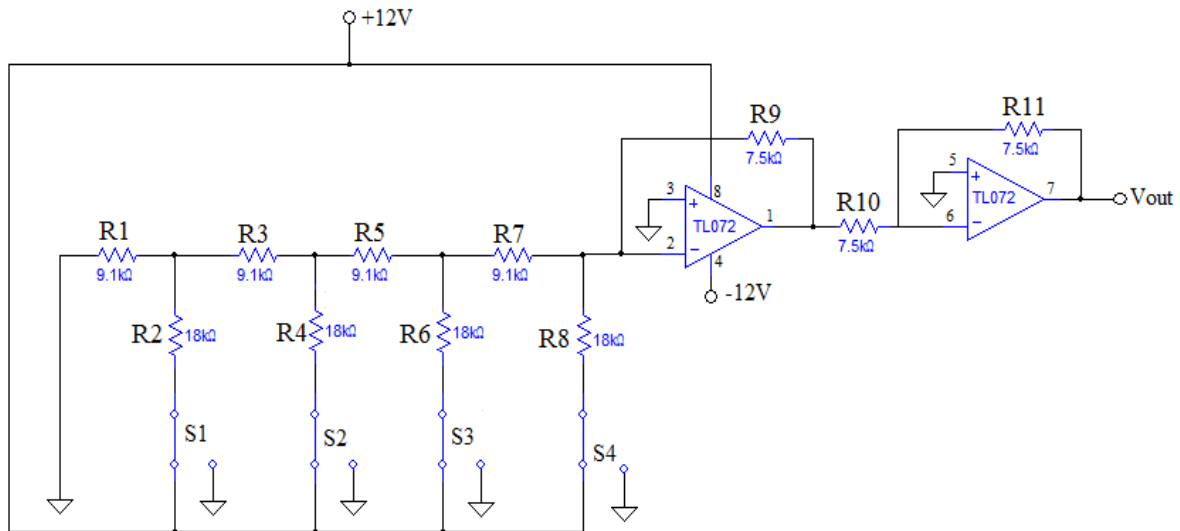 +12V
R9
7.5kΩ
R11
7.5kΩ
3
+
8
TL072
1
2
−
4
-12V
R10
7.5kΩ
5
+
TL072
7
6
−
Vout
R1
9.1kΩ
R3
9.1kΩ
R5
9.1kΩ
R7
9.1kΩ
R2
18kΩ
R4
18kΩ
R6
18kΩ
R8
18kΩ
S1
S2
S3
S4